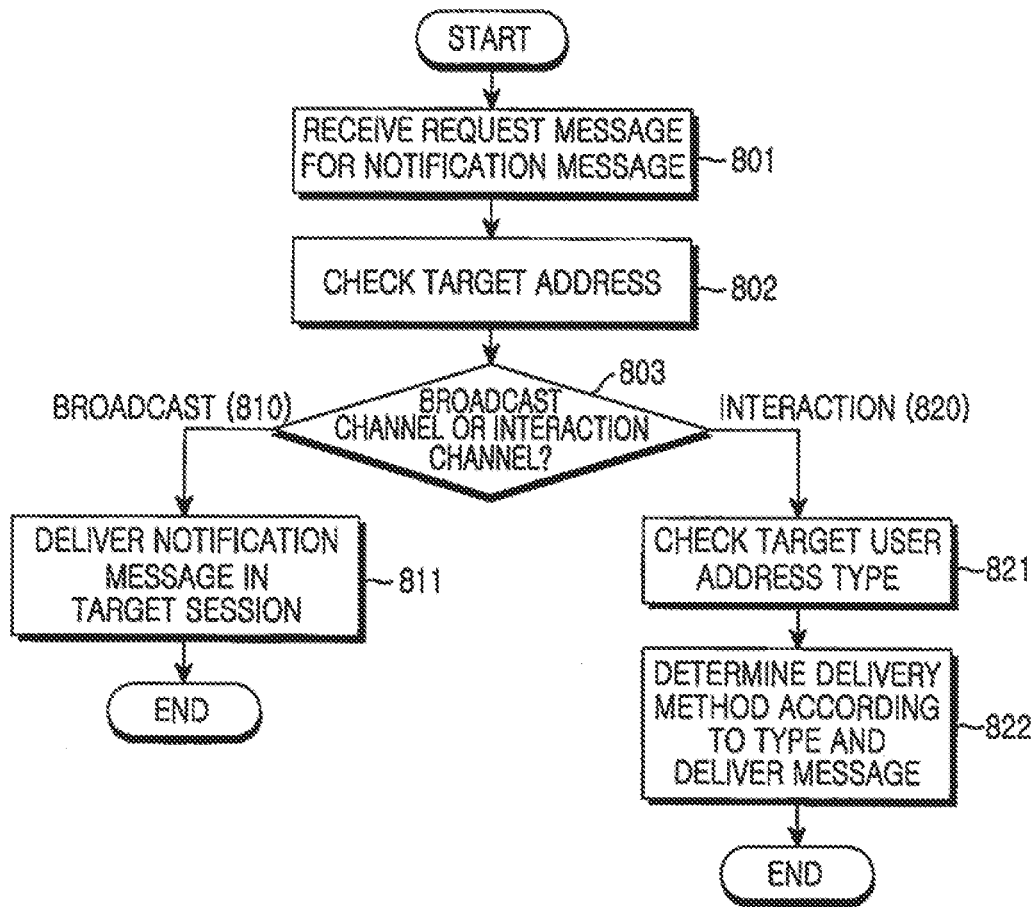 START
RECEIVE REQUEST MESSAGE
FOR NOTIFICATION MESSAGE
801
CHECK TARGET ADDRESS
802
803
BROADCAST
CHANNEL OR INTERACTION
CHANNEL?
BROADCAST (810)
INTERACTION (820)
DELIVER NOTIFICATION
MESSAGE IN
TARGET SESSION
811
END
CHECK TARGET USER
ADDRESS TYPE
821
DETERMINE DELIVERY
METHOD ACCORDING
TO TYPE AND
DELIVER MESSAGE
822
END